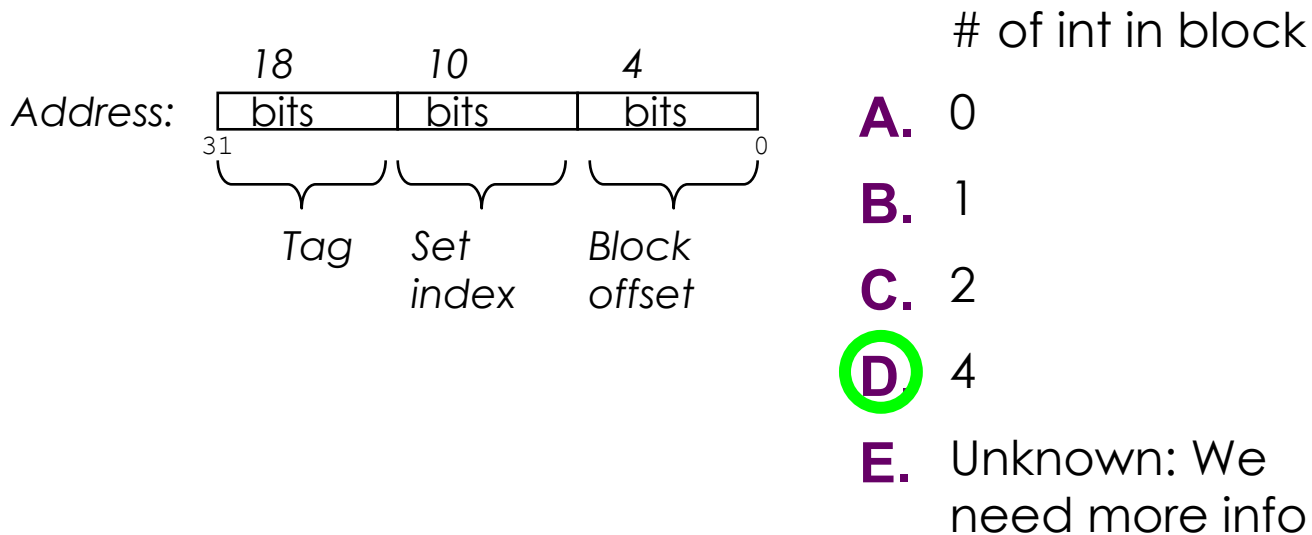 # of int in block
18 10 4
Address: bits bits bits
31 0
Tag Set index Block offset
A. 0
B. 1
C. 2
D. 4
E. Unknown: We
need more info